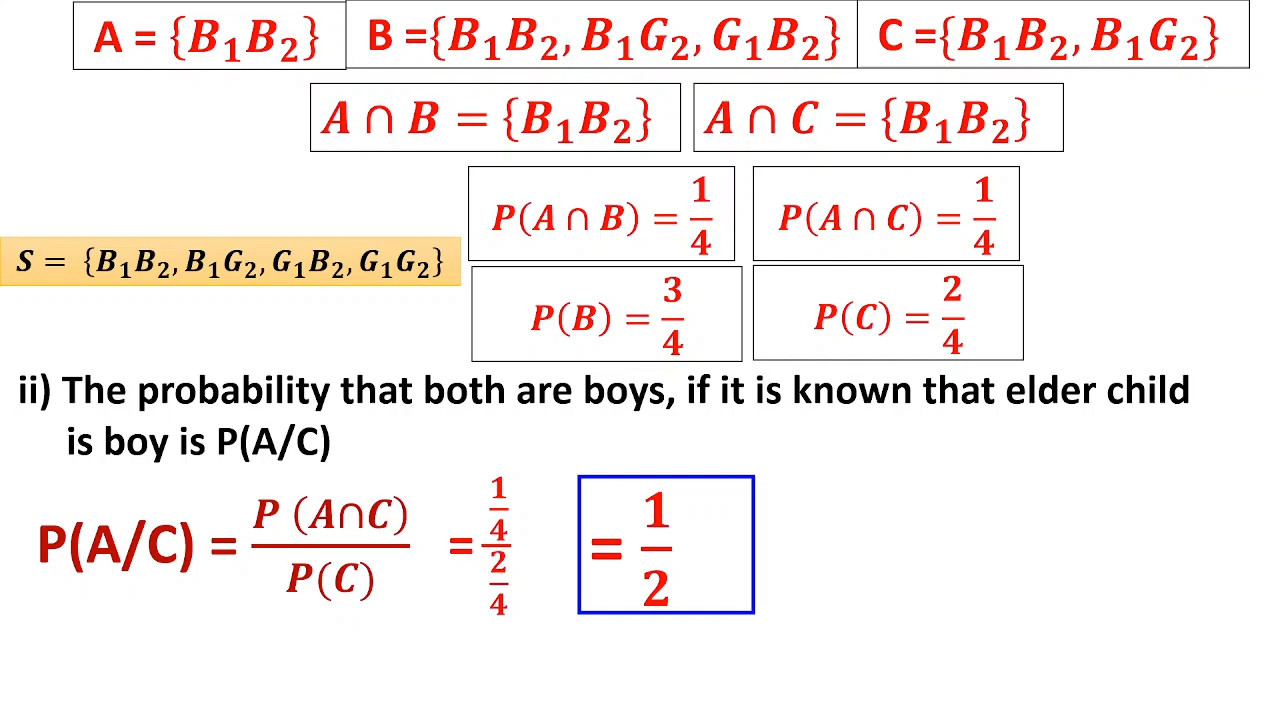 A = {B₁B₂} B ={B₁B₂, B₁G₂, G₁B₂} C ={B₁B₂, B₁G₂}
A ∩ B = {B₁B₂} A ∩ C = {B₁B₂}
P(A ∩ B) = 1/4 P(A ∩ C) = 1/4
S = {B₁B₂, B₁G₂, G₁B₂, G₁G₂}
P(B) = 3/4 P(C) = 2/4
ii) The probability that both are boys, if it is known that elder child
is boy is P(A/C)
P(A/C) = P (A∩C) / P(C) = (1/4) / (2/4) = 1/2